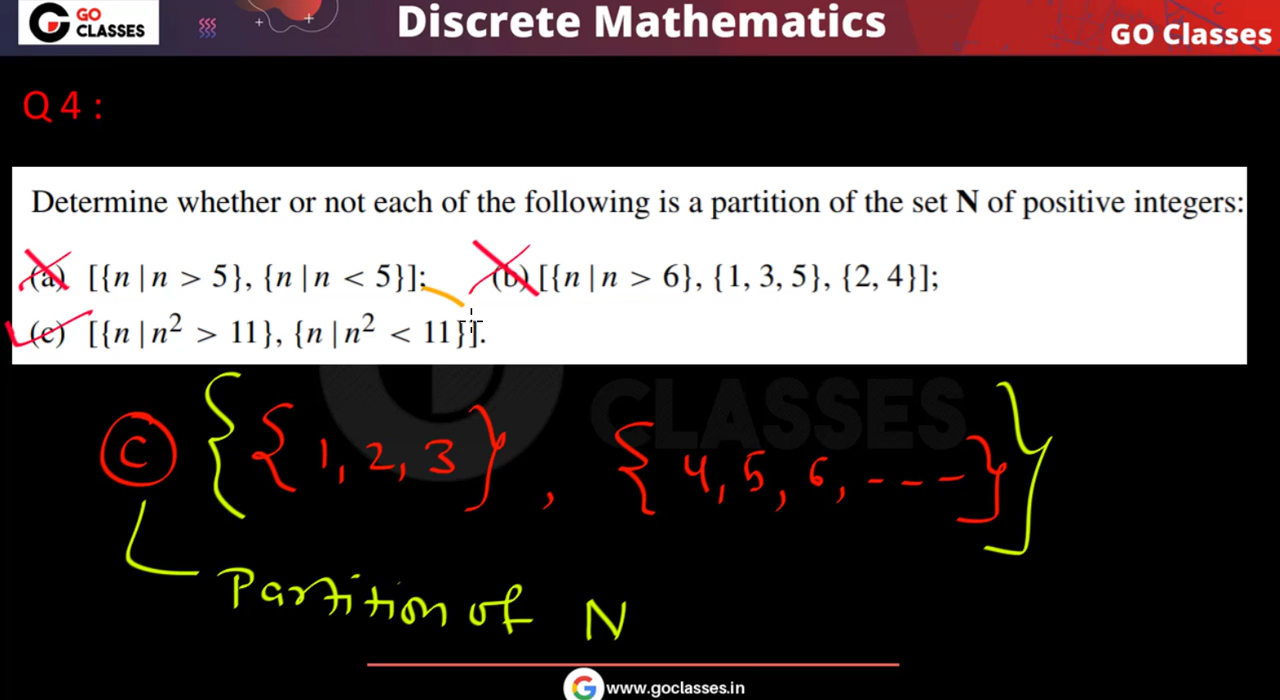 GO CLASSES
Discrete Mathematics
GO Classes
Q 4 :
Determine whether or not each of the following is a partition of the set N of positive integers:
(a) [{n | n > 5}, {n | n < 5}]; (b) [{n | n > 6}, {1, 3, 5}, {2, 4}];
(c) [{n | n² > 11}, {n | n² < 11}].
CLASSES
C { { 1, 2, 3 } , { 4, 5, 6, - - - } }
Partition of N
www.goclasses.in